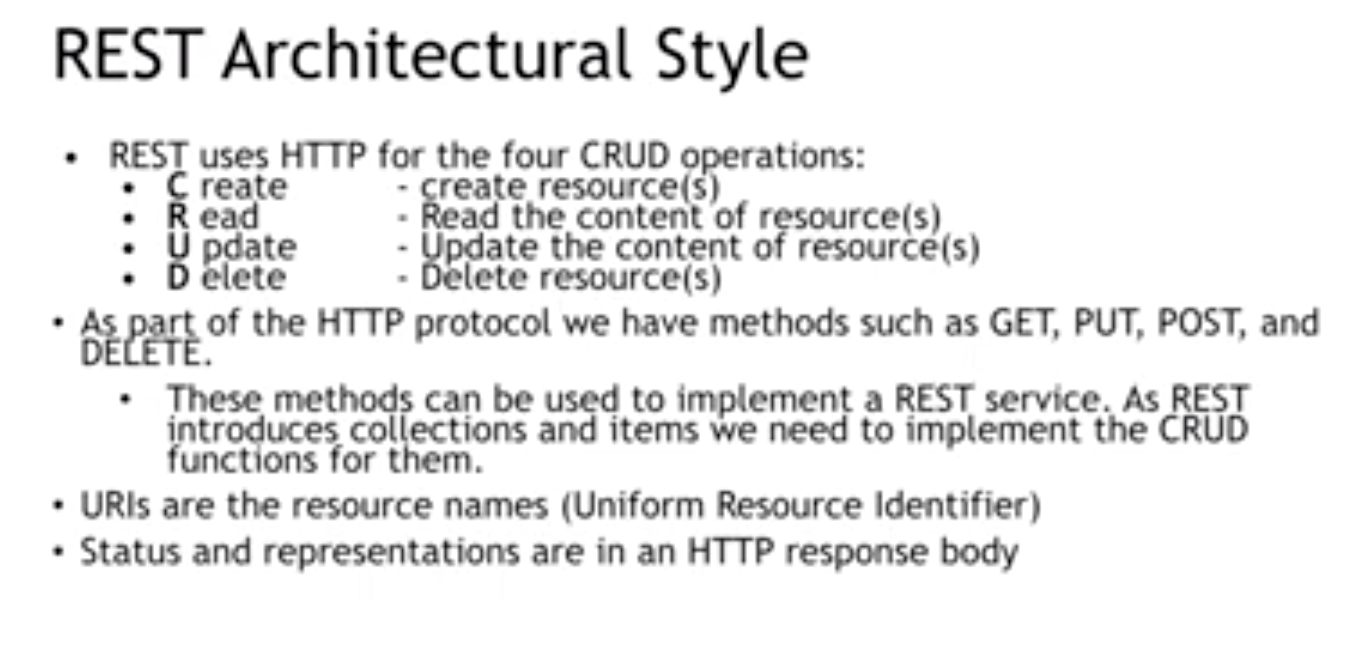 REST Architectural Style
• REST uses HTTP for the four CRUD operations:
• C reate - create resource(s)
• R ead - Read the content of resource(s)
• U pdate - Update the content of resource(s)
• D elete - Delete resource(s)
• As part of the HTTP protocol we have methods such as GET, PUT, POST, and
DELETE.
• These methods can be used to implement a REST service. As REST
introduces collections and items we need to implement the CRUD
functions for them.
• URIs are the resource names (Uniform Resource Identifier)
• Status and representations are in an HTTP response body